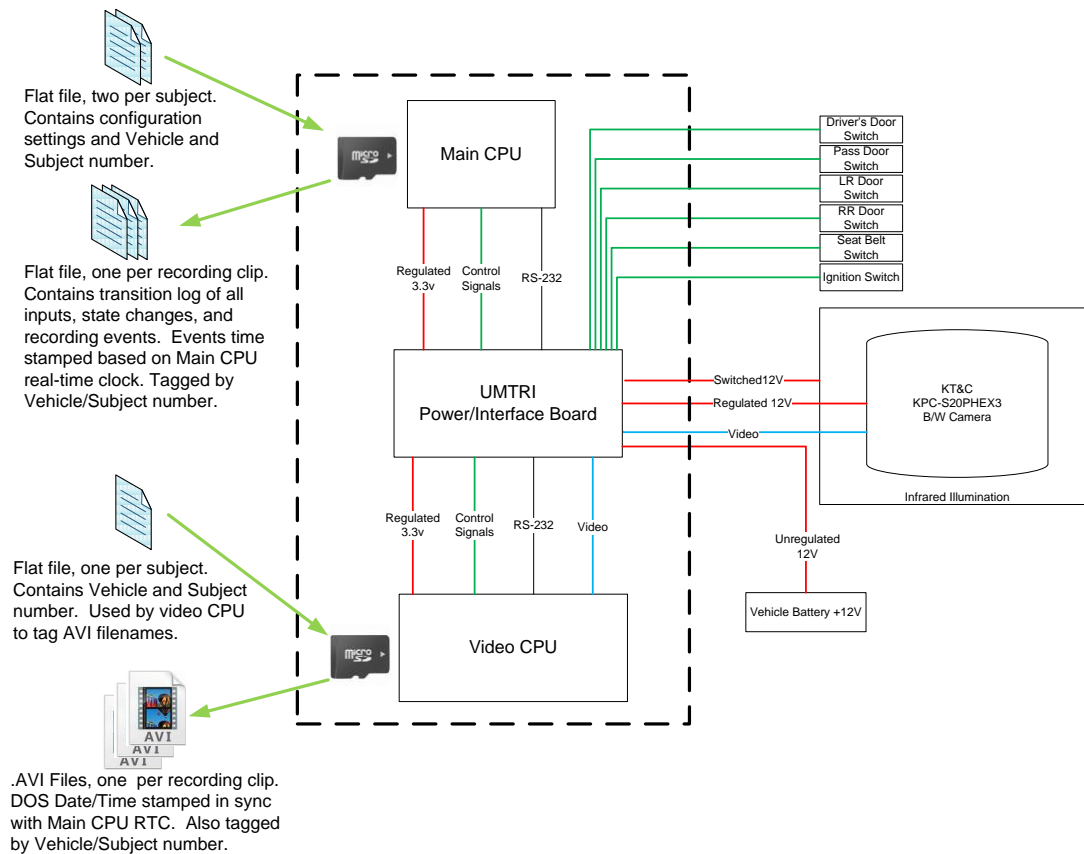 Flat file, two per subject.
Contains configuration
settings and Vehicle and
Subject number.
micro
SD
Main CPU
Driver's Door
Switch
Pass Door
Switch
LR Door
Switch
RR Door
Switch
Seat Belt
Switch
Ignition Switch
Flat file, one per recording clip.
Contains transition log of all
inputs, state changes, and
recording events.  Events time
stamped based on Main CPU
real-time clock. Tagged by
Vehicle/Subject number.
Regulated
3.3v
Control
Signals
RS-232
UMTRI
Power/Interface Board
Switched12V
Regulated 12V
Video
KT&C
KPC-S20PHEX3
B/W Camera
Infrared Illumination
Regulated
3.3v
Control
Signals
RS-232
Video
Unregulated
12V
Vehicle Battery +12V
Flat file, one per subject.
Contains Vehicle and Subject
number.  Used by video CPU
to tag AVI filenames.
micro
SD
Video CPU
AVI
AVI
AVI
.AVI Files, one  per recording clip.
DOS Date/Time stamped in sync
with Main CPU RTC.  Also tagged
by Vehicle/Subject number.